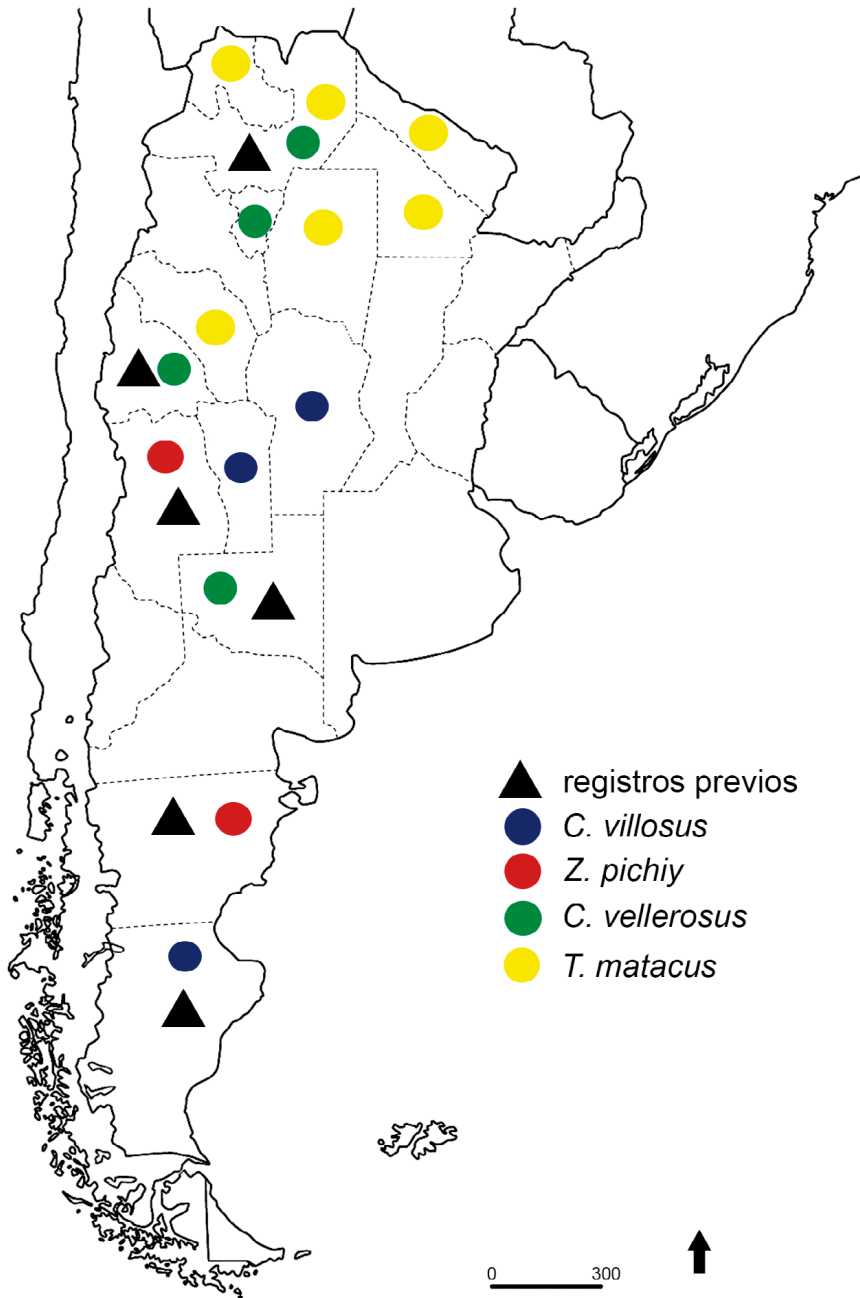 registros previos
C. villosus
Z. pichiy
C. vellerosus
T. matacus
0 300